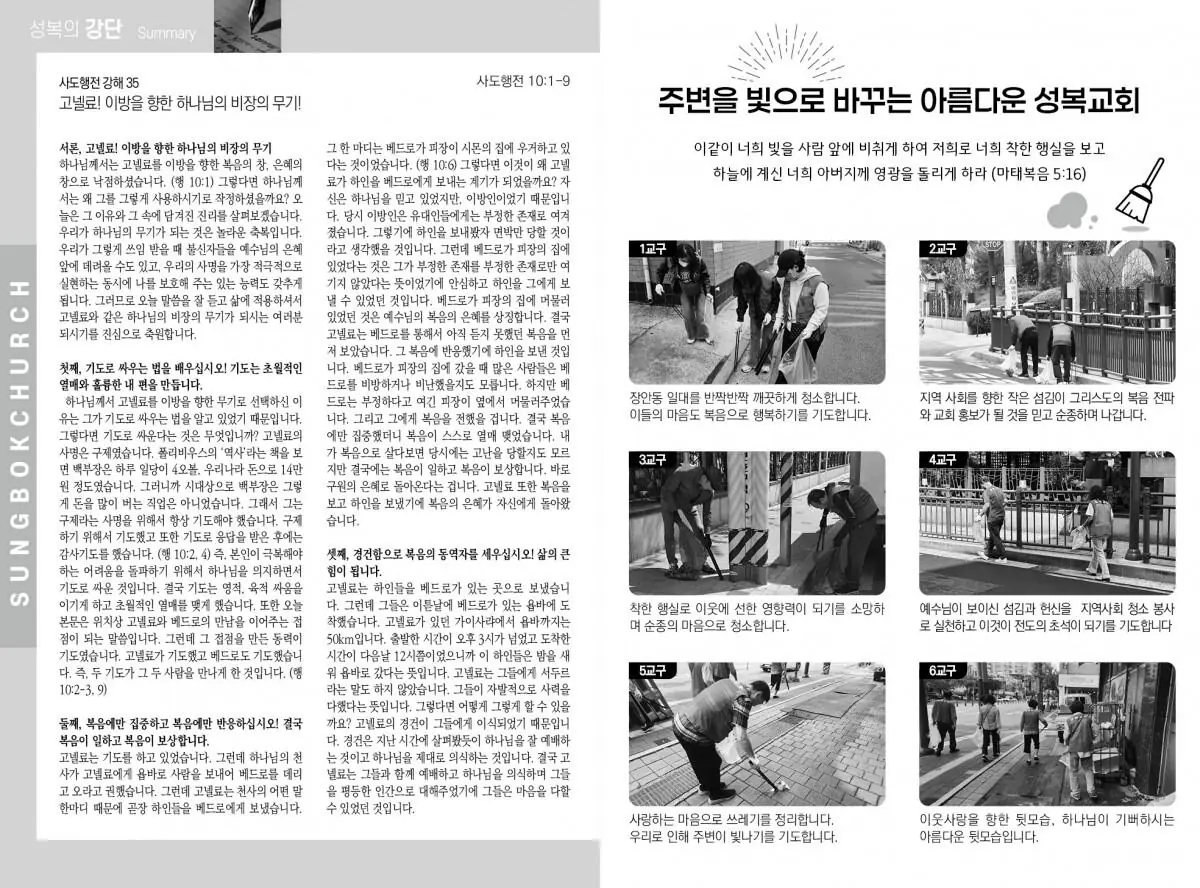 성복의 강단 Summary
SUNGBOKCHURCH
사도행전 강해 35
사도행전 10:1-9
고넬료! 이방을 향한 하나님의 비장의 무기!
서론, 고넬료! 이방을 향한 하나님의 비장의 무기
하나님께서는 고넬료를 이방을 향한 복음의 창, 은혜의
창으로 낙점하셨습니다. (행 10:1) 그렇다면 하나님께
서는 왜 그를 그렇게 사용하시기로 작정하셨을까요? 오
늘은 그 이유와 그 속에 담겨진 진리를 살펴보겠습니다.
우리가 하나님의 무기가 되는 것은 놀라운 축복입니다.
우리가 그렇게 쓰임 받을 때 불신자들을 예수님의 은혜
앞에 데려올 수도 있고, 우리의 사명을 가장 적극적으로
실현하는 동시에 나를 보호해 주는 있는 능력도 갖추게
됩니다. 그러므로 오늘 말씀을 잘 듣고 삶에 적용하셔서
고넬료와 같은 하나님의 비장의 무기가 되시는 여러분
되시기를 진심으로 축원합니다.
첫째, 기도로 싸우는 법을 배우십시오! 기도는 초월적인
열매와 훌륭한 내 편을 만듭니다.
하나님께서 고넬료를 이방을 향한 무기로 선택하신 이
유는 그가 기도로 싸우는 법을 알고 있었기 때문입니다.
그렇다면 기도로 싸운다는 것은 무엇입니까? 고넬료의
사명은 구제였습니다. 폴리비우스의 '역사'라는 책을 보
면 백부장은 하루 일당이 4오볼, 우리나라 돈으로 14만
원 정도였습니다. 그러니까 시대상으로 백부장은 그렇
게 돈을 많이 버는 직업은 아니었습니다. 그래서 그는
구제라는 사명을 위해서 항상 기도해야 했습니다. 구제
하기 위해서 기도했고 또한 기도로 응답을 받은 후에는
감사기도를 했습니다. (행 10:2, 4) 즉, 본인이 극복해야
하는 어려움을 돌파하기 위해서 하나님을 의지하면서
기도로 싸운 것입니다. 결국 기도는 영적, 육적 싸움을
이기게 하고 초월적인 열매를 맺게 했습니다. 또한 오늘
본문은 위치상 고넬료와 베드로의 만남을 이어주는 접
점이 되는 말씀입니다. 그런데 그 접점을 만든 동력이
기도였습니다. 고넬료가 기도했고 베드로도 기도했습니
다. 즉, 두 기도가 그 두 사람을 만나게 한 것입니다. (행
10:2-3, 9)
둘째, 복음에만 집중하고 복음에만 반응하십시오! 결국
복음이 일하고 복음이 보상합니다.
고넬료는 기도를 하고 있었습니다. 그런데 하나님의 천
사가 고넬료에게 욥바로 사람을 보내어 베드로를 데리
고 오라고 권했습니다. 그런데 고넬료는 천사의 어떤 말
한마디 때문에 곧장 하인들을 베드로에게 보냈습니다.
그 한 마디는 베드로가 피장이 시몬의 집에 우거하고 있
다는 것이었습니다. (행 10:6) 그렇다면 이것이 왜 고넬
료가 하인을 베드로에게 보내는 계기가 되었을까요? 자
신은 하나님을 믿고 있었지만, 이방인이었기 때문입니
다. 당시 이방인은 유대인들에게는 부정한 존재로 여겨
졌습니다. 그렇기에 하인을 보내봤자 면박만 당할 것이
라고 생각했을 것입니다. 그런데 베드로가 피장의 집에
있었다는 것은 그가 부정한 존재를 부정한 존재로만 여
기지 않았다는 뜻이었기에 안심하고 하인을 그에게 보
낼 수 있었던 것입니다. 베드로가 피장의 집에 머물러
있었던 것은 예수님의 복음의 은혜를 상징합니다. 결국
고넬료는 베드로를 통해서 아직 듣지 못했던 복음을 먼
저 보았습니다. 그 복음에 반응했기에 하인을 보낸 것입
니다. 베드로가 피장의 집에 갔을 때 많은 사람들은 베
드로를 비방하거나 비난했을지도 모릅니다. 하지만 베
드로는 부정하다고 여긴 피장이 옆에서 머물러주었습니
다. 그리고 그에게 복음을 전했을 겁니다. 결국 복음
에만 집중했더니 복음이 스스로 열매 맺었습니다. 내
가 복음으로 살다보면 당시에는 고난을 당할지도 모르
지만 결국에는 복음이 일하고 복음이 보상합니다. 바로
구원의 은혜로 돌아온다는 겁니다. 고넬료 또한 복음을
보고 하인을 보냈기에 복음의 은혜가 자신에게 돌아왔
습니다.
셋째, 경건함으로 복음의 동역자를 세우십시오! 삶의 큰
힘이 됩니다.
고넬료는 하인들을 베드로가 있는 곳으로 보냈습니
다. 그런데 그들은 이튿날에 베드로가 있는 욥바에 도
착했습니다. 고넬료가 있던 가이사랴에서 욥바까지는
50km입니다. 출발한 시간이 오후 3시가 넘었고 도착한
시간이 다음날 12시쯤이었으니까 이 하인들은 밤을 새
워 욥바로 갔다는 뜻입니다. 고넬료는 그들에게 서두르
라는 말도 하지 않았습니다. 그들이 자발적으로 사력을
다했다는 뜻입니다. 그렇다면 어떻게 그렇게 할 수 있을
까요? 고넬료의 경건이 그들에게 이식되었기 때문입니
다. 경건은 지난 시간에 살펴봤듯이 하나님을 잘 예배하
는 것이고 하나님을 제대로 의식하는 것입니다. 결국 고
넬료는 그들과 함께 예배하고 하나님을 의식하며 그들
을 평등한 인간으로 대해주었기에 그들은 마음을 다할
수 있었던 것입니다.
주변을 빛으로 바꾸는 아름다운 성복교회
이같이 너희 빛을 사람 앞에 비취게 하여 저희로 너희 착한 행실을 보고
하늘에 계신 너희 아버지께 영광을 돌리게 하라 (마태복음 5:16)
1교구
장안동 일대를 반짝반짝 깨끗하게 청소합니다.
이들의 마음도 복음으로 행복하기를 기도합니다.
2교구
STOP
지역 사회를 향한 작은 섬김이 그리스도의 복음 전파
와 교회 홍보가 될 것을 믿고 순종하며 나갑니다.
3교구
착한 행실로 이웃에 선한 영향력이 되기를 소망하
며 순종의 마음으로 청소합니다.
4교구
예수님이 보이신 섬김과 헌신을 지역사회 청소 봉사
로 실천하고 이것이 전도의 초석이 되기를 기도합니다
5교구
사랑하는 마음으로 쓰레기를 정리합니다.
우리로 인해 주변이 빛나기를 기도합니다.
6교구
이웃사랑을 향한 뒷모습, 하나님이 기뻐하시는
아름다운 뒷모습입니다.